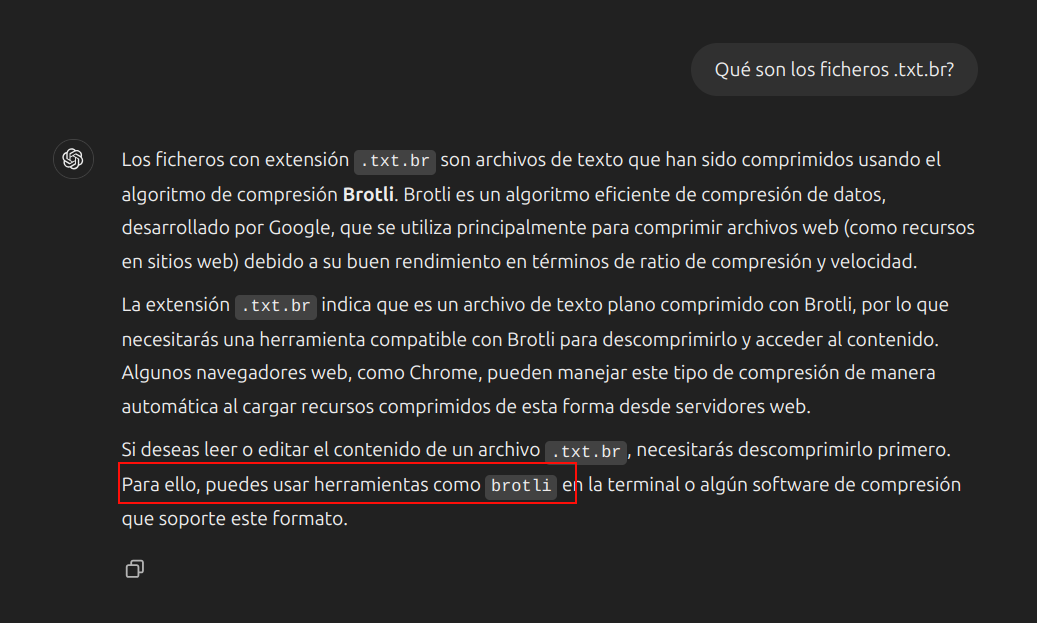 Qué son los ficheros .txt.br?
Los ficheros con extensión .txt.br son archivos de texto que han sido comprimidos usando el
algoritmo de compresión Brotli. Brotli es un algoritmo eficiente de compresión de datos,
desarrollado por Google, que se utiliza principalmente para comprimir archivos web (como recursos
en sitios web) debido a su buen rendimiento en términos de ratio de compresión y velocidad.
La extensión .txt.br indica que es un archivo de texto plano comprimido con Brotli, por lo que
necesitarás una herramienta compatible con Brotli para descomprimirlo y acceder al contenido.
Algunos navegadores web, como Chrome, pueden manejar este tipo de compresión de manera
automática al cargar recursos comprimidos de esta forma desde servidores web.
Si deseas leer o editar el contenido de un archivo .txt.br, necesitarás descomprimirlo primero.
Para ello, puedes usar herramientas como brotli en la terminal o algún software de compresión
que soporte este formato.